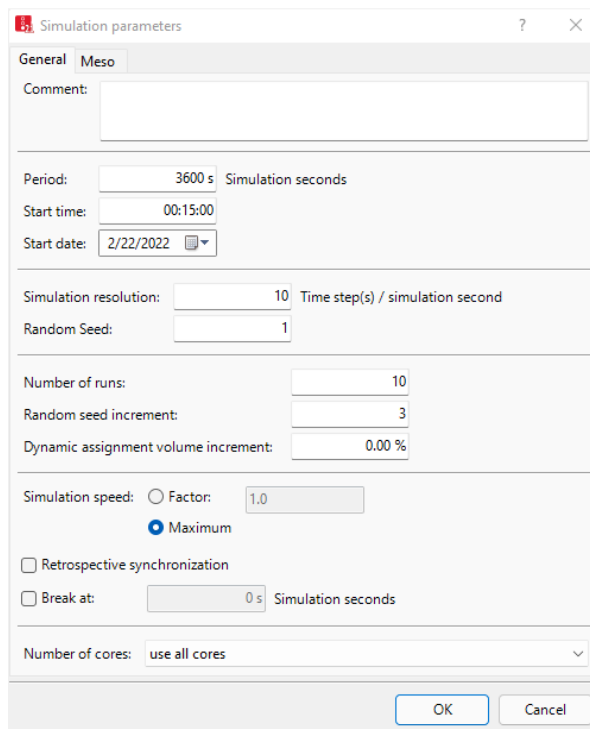 Simulation parameters
General Meso
Comment:
Period: 3600 s Simulation seconds
Start time: 00:15:00
Start date: 2/22/2022
Simulation resolution: 10 Time step(s) / simulation second
Random Seed: 1
Number of runs: 10
Random seed increment: 3
Dynamic assignment volume increment: 0.00 %
Simulation speed: Factor: 1.0
Maximum
Retrospective synchronization
Break at: 0 s Simulation seconds
Number of cores: use all cores
OK Cancel